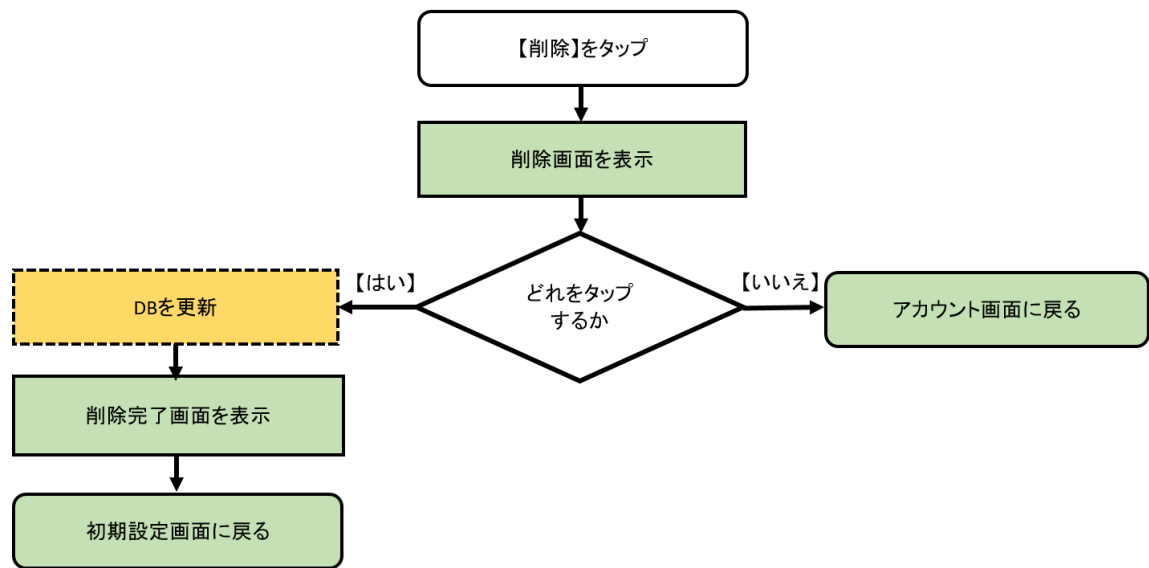 【削除】をタップ
削除画面を表示
どれをタップ
するか
【はい】
【いいえ】
DBを更新
アカウント画面に戻る
削除完了画面を表示
初期設定画面に戻る